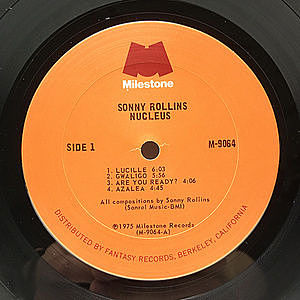 Milestone
SONNY ROLLINS
NUCLEUS
SIDE 1
M-9064
1. LUCILLE 6:03
2. GWALIGO 5:56
3. ARE YOU READY? 4:06
4. AZALEA 4:45
All compositions by Sonny Rollins
(Sonrol Music-BMI)
℗1975 Milestone Records
(M-9064-A)
DISTRIBUTED BY FANTASY RECORDS, BERKELEY, CALIFORNIA